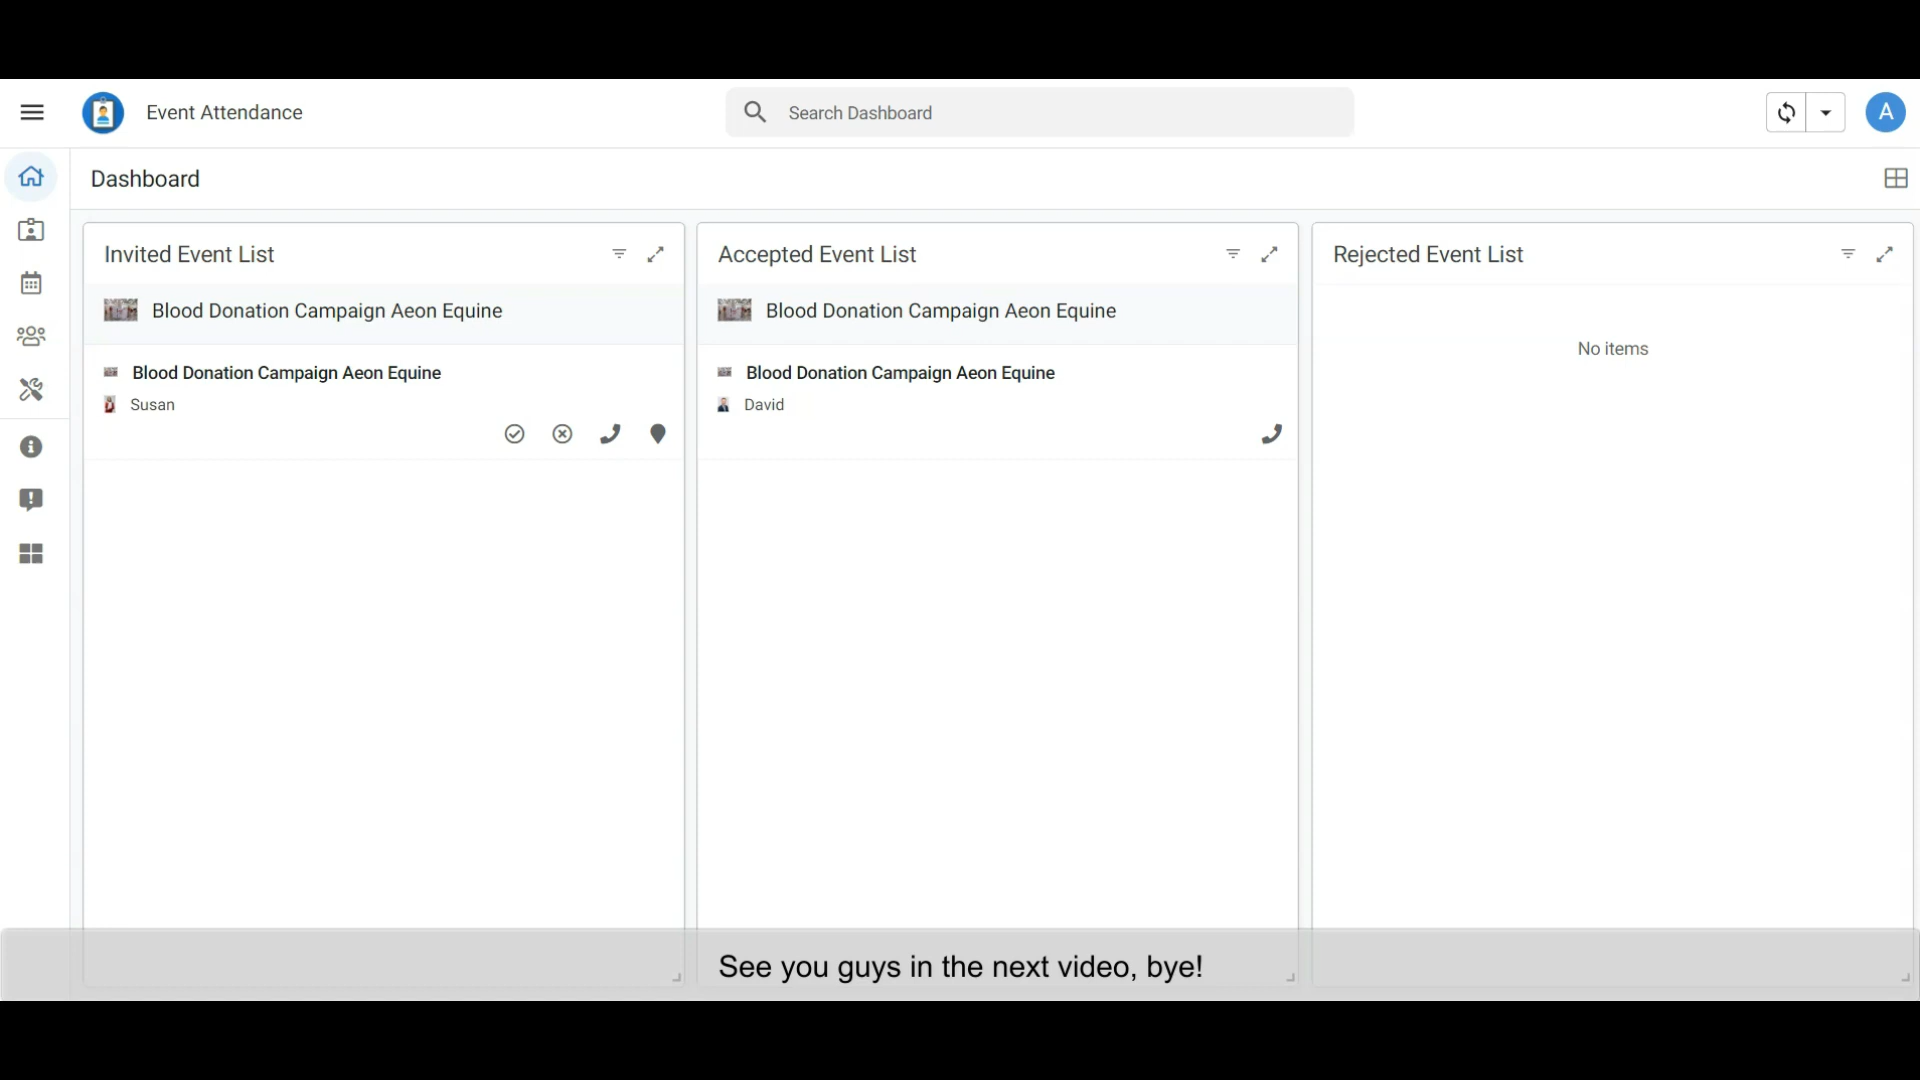 Event Attendance
Search Dashboard
A
Dashboard
Invited Event List
Blood Donation Campaign Aeon Equine
Blood Donation Campaign Aeon Equine
Susan
Accepted Event List
Blood Donation Campaign Aeon Equine
Blood Donation Campaign Aeon Equine
David
Rejected Event List
No items
See you guys in the next video, bye!